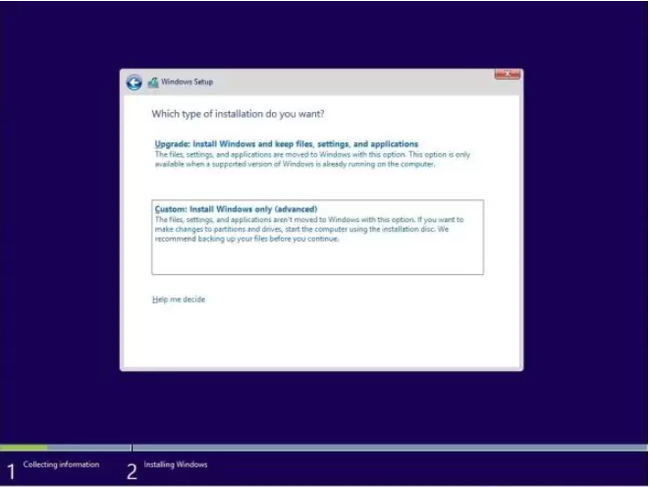 Windows Setup
Which type of installation do you want?
Upgrade: Install Windows and keep files, settings, and applications
The files, settings, and applications are moved to Windows with this option. This option is only
available when a supported version of Windows is already running on the computer.
Custom: Install Windows only (advanced)
The files, settings, and applications aren't moved to Windows with this option. If you want to
make changes to partitions and drives, start the computer using the installation disc. We
recommend backing up your files before you continue.
Help me decide
1 Collecting information 2 Installing Windows